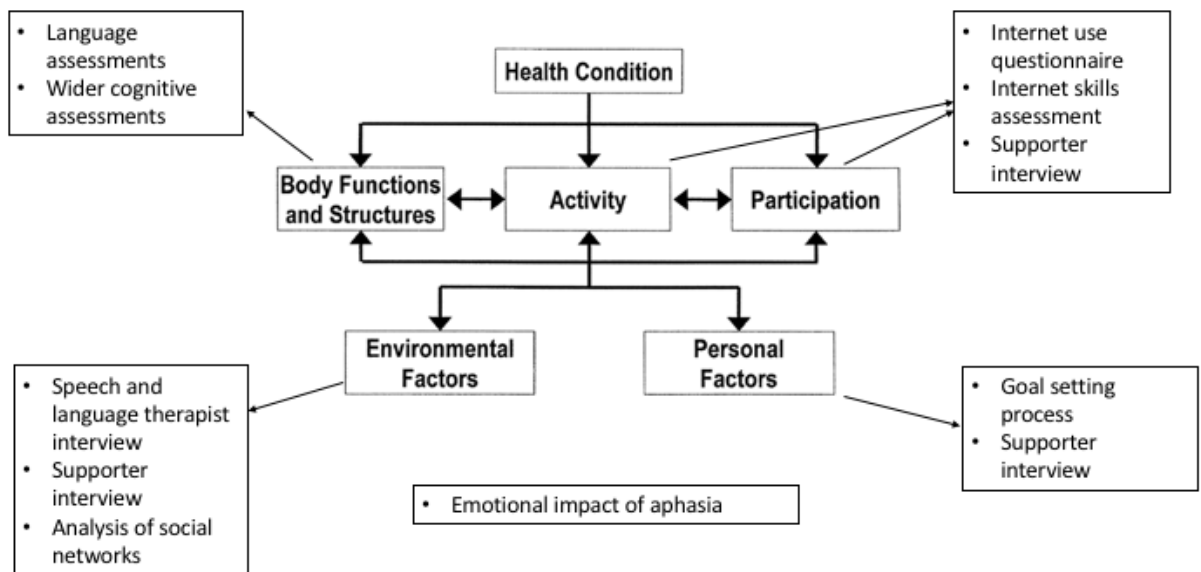 • Language
assessments
• Wider cognitive
assessments
Health Condition
• Internet use
questionnaire
• Internet skills
assessment
• Supporter
interview
Body Functions
and Structures
Activity
Participation
Environmental
Factors
Personal
Factors
• Speech and
language therapist
interview
• Supporter
interview
• Analysis of social
networks
• Emotional impact of aphasia
• Goal setting
process
• Supporter
interview